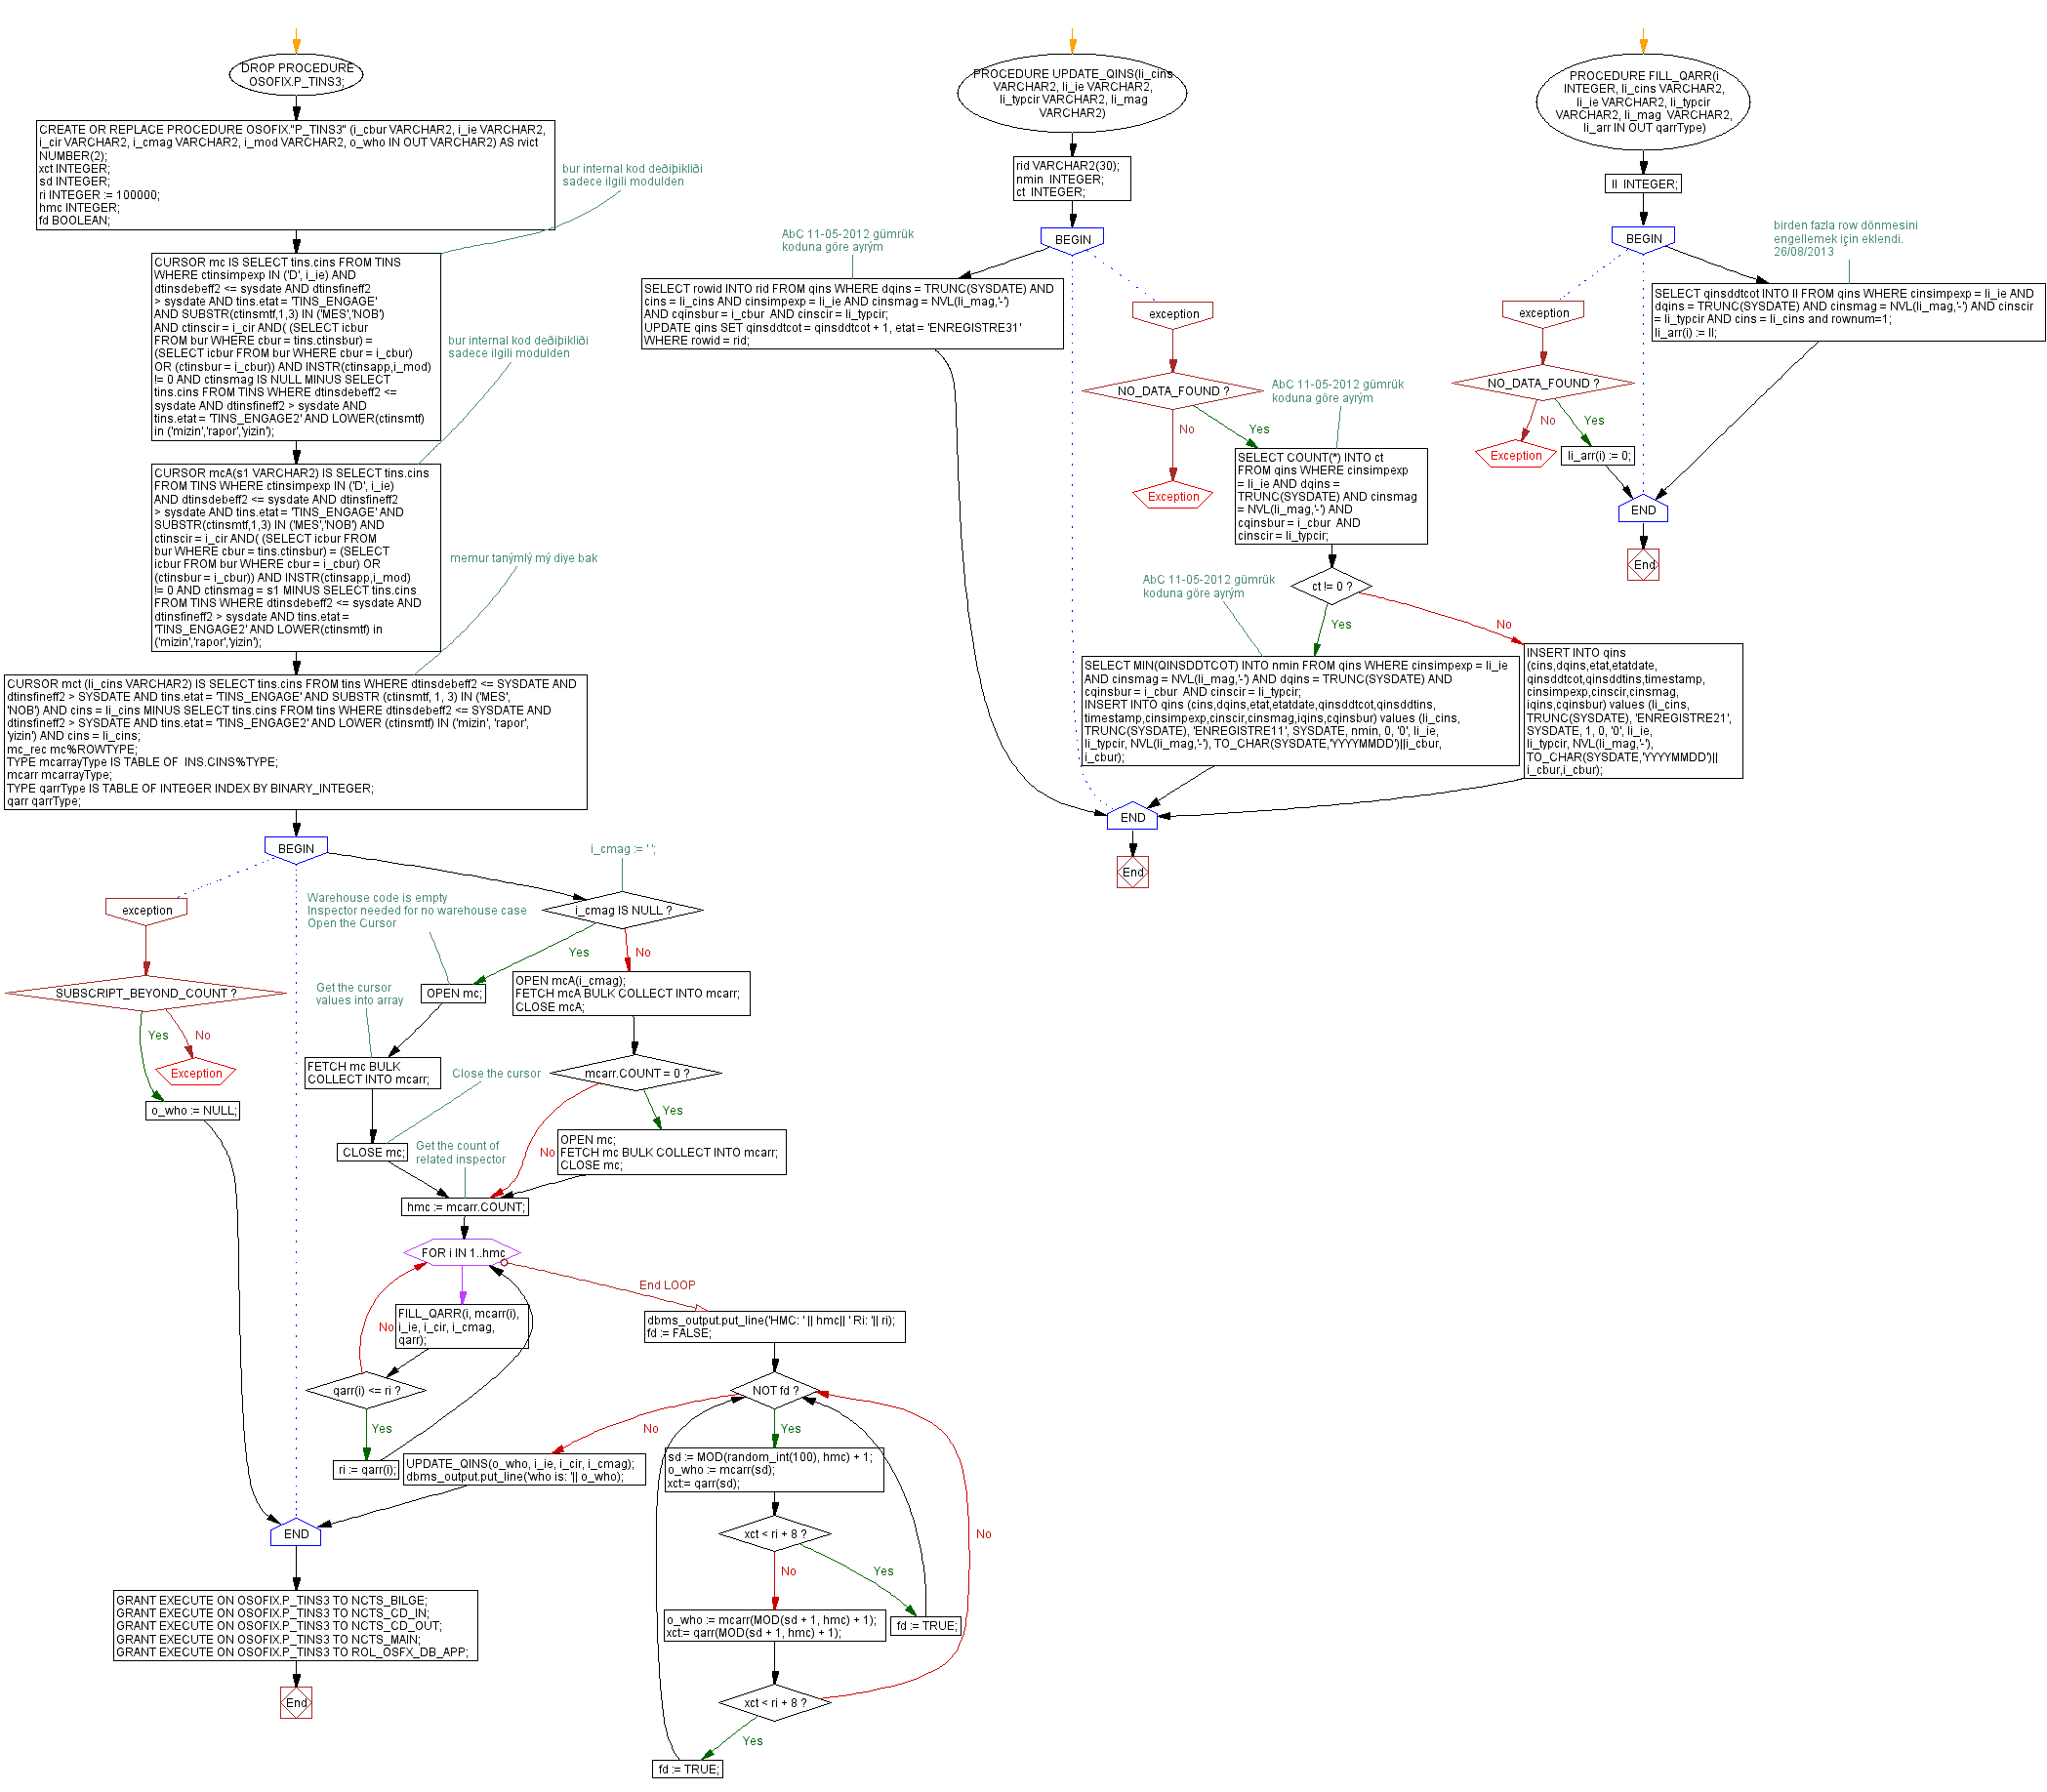 DROP PROCEDURE
OSOFIX.P_TINS3;
CREATE OR REPLACE PROCEDURE OSOFIX."P_TINS3" (i_cbur VARCHAR2, i_ie VARCHAR2,
i_cir VARCHAR2, i_cmag VARCHAR2, i_mod VARCHAR2, o_who IN OUT VARCHAR2) AS rvict
NUMBER(2);
xct INTEGER;
sd INTEGER;
ri INTEGER := 100000;
hmc INTEGER;
fd BOOLEAN;
bur internal kod deðiþikliði
sadece ilgili modulden
CURSOR mc IS SELECT tins.cins FROM TINS
WHERE ctinsimpexp IN ('D', i_ie) AND
dtinsdebeff2 <= sysdate AND dtinsfineff2
> sysdate AND tins.etat = 'TINS_ENGAGE'
AND SUBSTR(ctinsmtf,1,3) IN ('MES','NOB')
AND ctinscir = i_cir AND( (SELECT icbur
FROM bur WHERE cbur = tins.ctinsbur) =
(SELECT icbur FROM bur WHERE cbur = i_cbur)
OR (ctinsbur = i_cbur)) AND INSTR(ctinsapp,i_mod)
!= 0 AND ctinsmag IS NULL MINUS SELECT
tins.cins FROM TINS WHERE dtinsdebeff2 <=
sysdate AND dtinsfineff2 > sysdate AND
tins.etat = 'TINS_ENGAGE2' AND LOWER(ctinsmtf)
in ('mizin','rapor','yizin');
bur internal kod deðiþikliði
sadece ilgili modulden
CURSOR mcA(s1 VARCHAR2) IS SELECT tins.cins
FROM TINS WHERE ctinsimpexp IN ('D', i_ie)
AND dtinsdebeff2 <= sysdate AND dtinsfineff2
> sysdate AND tins.etat = 'TINS_ENGAGE' AND
SUBSTR(ctinsmtf,1,3) IN ('MES','NOB') AND
ctinscir = i_cir AND( (SELECT icbur FROM
bur WHERE cbur = tins.ctinsbur) = (SELECT
icbur FROM bur WHERE cbur = i_cbur) OR
(ctinsbur = i_cbur)) AND INSTR(ctinsapp,i_mod)
!= 0 AND ctinsmag = s1 MINUS SELECT tins.cins
FROM TINS WHERE dtinsdebeff2 <= sysdate AND
dtinsfineff2 > sysdate AND tins.etat =
'TINS_ENGAGE2' AND LOWER(ctinsmtf) in
('mizin','rapor','yizin');
memur tanýmlý mý diye bak
CURSOR mct (li_cins VARCHAR2) IS SELECT tins.cins FROM tins WHERE dtinsdebeff2 <= SYSDATE AND
dtinsfineff2 > SYSDATE AND tins.etat = 'TINS_ENGAGE' AND SUBSTR (ctinsmtf, 1, 3) IN ('MES',
'NOB') AND cins = li_cins MINUS SELECT tins.cins FROM tins WHERE dtinsdebeff2 <= SYSDATE AND
dtinsfineff2 > SYSDATE AND tins.etat = 'TINS_ENGAGE2' AND LOWER (ctinsmtf) IN ('mizin', 'rapor',
'yizin') AND cins = li_cins;
mc_rec mc%ROWTYPE;
TYPE mcarrayType IS TABLE OF  INS.CINS%TYPE;
mcarr mcarrayType;
TYPE qarrType IS TABLE OF INTEGER INDEX BY BINARY_INTEGER;
qarr qarrType;
BEGIN
exception
SUBSCRIPT_BEYOND_COUNT ?
Yes
No
Exception
o_who := NULL;
i_cmag := ' ';
i_cmag IS NULL ?
Yes
No
Warehouse code is empty
Inspector needed for no warehouse case
Open the Cursor
OPEN mc;
OPEN mcA(i_cmag);
FETCH mcA BULK COLLECT INTO mcarr;
CLOSE mcA;
Get the cursor
values into array
FETCH mc BULK
COLLECT INTO mcarr;
mcarr.COUNT = 0 ?
Yes
No
Close the cursor
CLOSE mc;
OPEN mc;
FETCH mc BULK COLLECT INTO mcarr;
CLOSE mc;
Get the count of
related inspector
hmc := mcarr.COUNT;
FOR i IN 1..hmc
End LOOP
FILL_QARR(i, mcarr(i),
i_ie, i_cir, i_cmag,
qarr);
No
qarr(i) <= ri ?
Yes
ri := qarr(i);
dbms_output.put_line('HMC: ' || hmc|| ' Ri: '|| ri);
fd := FALSE;
NOT fd ?
No
Yes
UPDATE_QINS(o_who, i_ie, i_cir, i_cmag);
dbms_output.put_line('who is: '|| o_who);
sd := MOD(random_int(100), hmc) + 1;
o_who := mcarr(sd);
xct:= qarr(sd);
xct < ri + 8 ?
No
Yes
No
o_who := mcarr(MOD(sd + 1, hmc) + 1);
xct:= qarr(MOD(sd + 1, hmc) + 1);
fd := TRUE;
xct < ri + 8 ?
Yes
fd := TRUE;
END
GRANT EXECUTE ON OSOFIX.P_TINS3 TO NCTS_BILGE;
GRANT EXECUTE ON OSOFIX.P_TINS3 TO NCTS_CD_IN;
GRANT EXECUTE ON OSOFIX.P_TINS3 TO NCTS_CD_OUT;
GRANT EXECUTE ON OSOFIX.P_TINS3 TO NCTS_MAIN;
GRANT EXECUTE ON OSOFIX.P_TINS3 TO ROL_OSFX_DB_APP;
End
PROCEDURE UPDATE_QINS(li_cins
VARCHAR2, li_ie VARCHAR2,
li_typcir VARCHAR2, li_mag
VARCHAR2)
rid VARCHAR2(30);
nmin  INTEGER;
ct  INTEGER;
BEGIN
AbC 11-05-2012 gümrük
koduna göre ayrým
SELECT rowid INTO rid FROM qins WHERE dqins = TRUNC(SYSDATE) AND
cins = li_cins AND cinsimpexp = li_ie AND cinsmag = NVL(li_mag,'-')
AND cqinsbur = i_cbur  AND cinscir = li_typcir;
UPDATE qins SET qinsddtcot = qinsddtcot + 1, etat = 'ENREGISTRE31'
WHERE rowid = rid;
exception
NO_DATA_FOUND ?
No
Yes
Exception
AbC 11-05-2012 gümrük
koduna göre ayrým
SELECT COUNT(*) INTO ct
FROM qins WHERE cinsimpexp
= li_ie AND dqins =
TRUNC(SYSDATE) AND cinsmag
= NVL(li_mag,'-') AND
cqinsbur = i_cbur  AND
cinscir = li_typcir;
ct != 0 ?
Yes
No
AbC 11-05-2012 gümrük
koduna göre ayrým
SELECT MIN(QINSDDTCOT) INTO nmin FROM qins WHERE cinsimpexp = li_ie
AND cinsmag = NVL(li_mag,'-') AND dqins = TRUNC(SYSDATE) AND
cqinsbur = i_cbur  AND cinscir = li_typcir;
INSERT INTO qins (cins,dqins,etat,etatdate,qinsddtcot,qinsddtins,
timestamp,cinsimpexp,cinscir,cinsmag,iqins,cqinsbur) values (li_cins,
TRUNC(SYSDATE), 'ENREGISTRE11', SYSDATE, nmin, 0, '0', li_ie,
li_typcir, NVL(li_mag,'-'), TO_CHAR(SYSDATE,'YYYYMMDD')||i_cbur,
i_cbur);
INSERT INTO qins
(cins,dqins,etat,etatdate,
qinsddtcot,qinsddtins,timestamp,
cinsimpexp,cinscir,cinsmag,
iqins,cqinsbur) values (li_cins,
TRUNC(SYSDATE), 'ENREGISTRE21',
SYSDATE, 1, 0, '0', li_ie,
li_typcir, NVL(li_mag,'-'),
TO_CHAR(SYSDATE,'YYYYMMDD')||
i_cbur,i_cbur);
END
End
PROCEDURE FILL_QARR(i
INTEGER, li_cins VARCHAR2,
li_ie VARCHAR2, li_typcir
VARCHAR2, li_mag  VARCHAR2,
li_arr IN OUT qarrType)
ll  INTEGER;
BEGIN
birden fazla row dönmesini
engellemek için eklendi.
26/08/2013
SELECT qinsddtcot INTO ll FROM qins WHERE cinsimpexp = li_ie AND
dqins = TRUNC(SYSDATE) AND cinsmag = NVL(li_mag,'-') AND cinscir
= li_typcir AND cins = li_cins and rownum=1;
li_arr(i) := ll;
exception
NO_DATA_FOUND ?
No
Yes
Exception
li_arr(i) := 0;
END
End